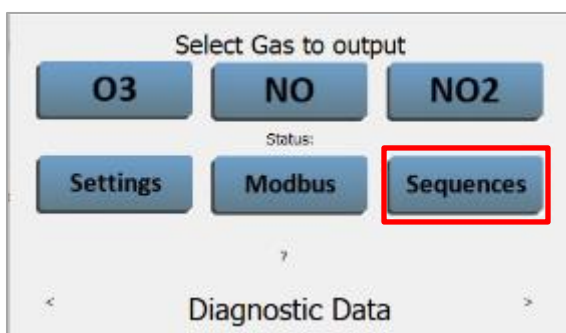 Select Gas to output
O3 NO NO2
Status:
Settings Modbus Sequences
?
< Diagnostic Data >